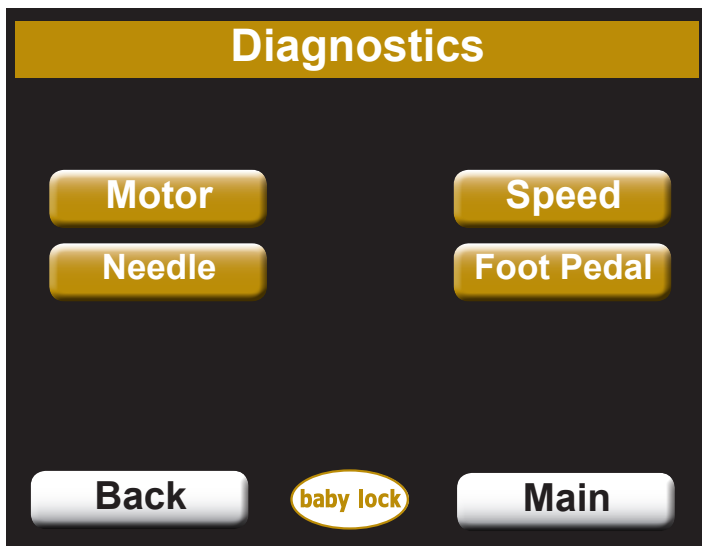 Diagnostics
Motor
Speed
Needle
Foot Pedal
Back
baby lock
Main